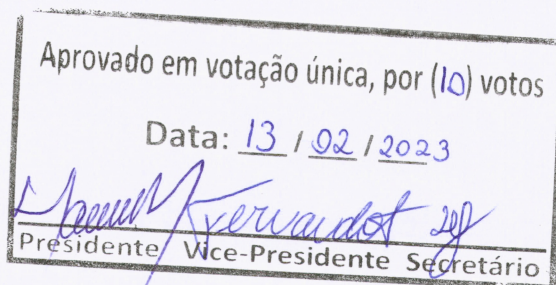 Aprovado em votação única, por (10) votos
Data: 13 / 02 / 2023
Presidente Vice-Presidente Secretário